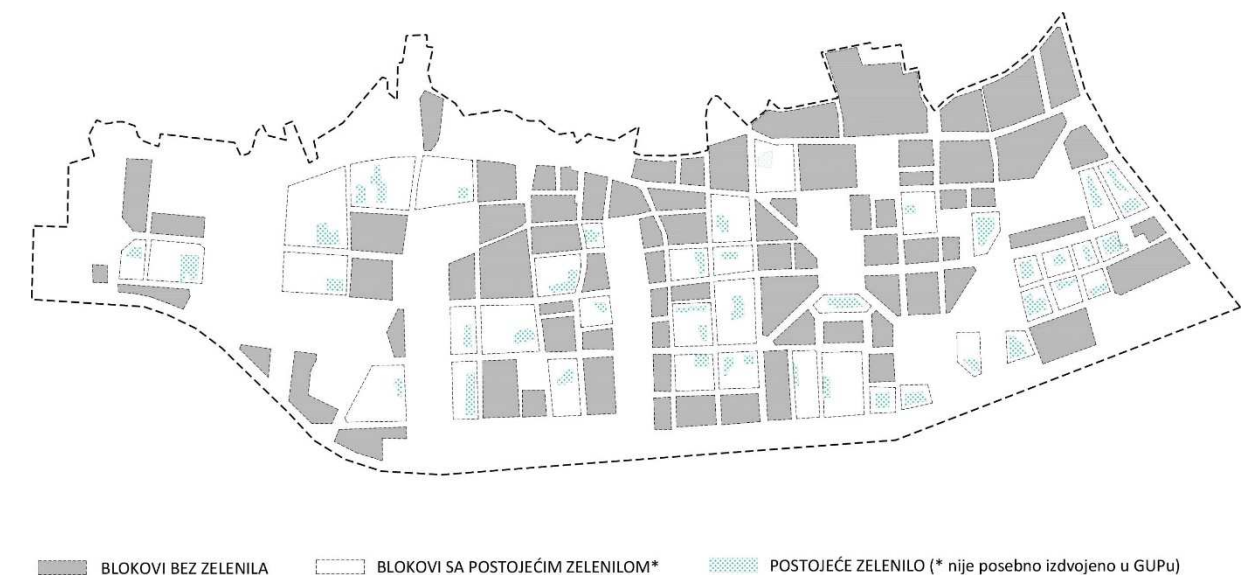 BLOKOVI BEZ ZELENILA
BLOKOVI SA POSTOJEĆIM ZELENILOM*
POSTOJEĆE ZELENILO (* nije posebno izdvojeno u GUPu)